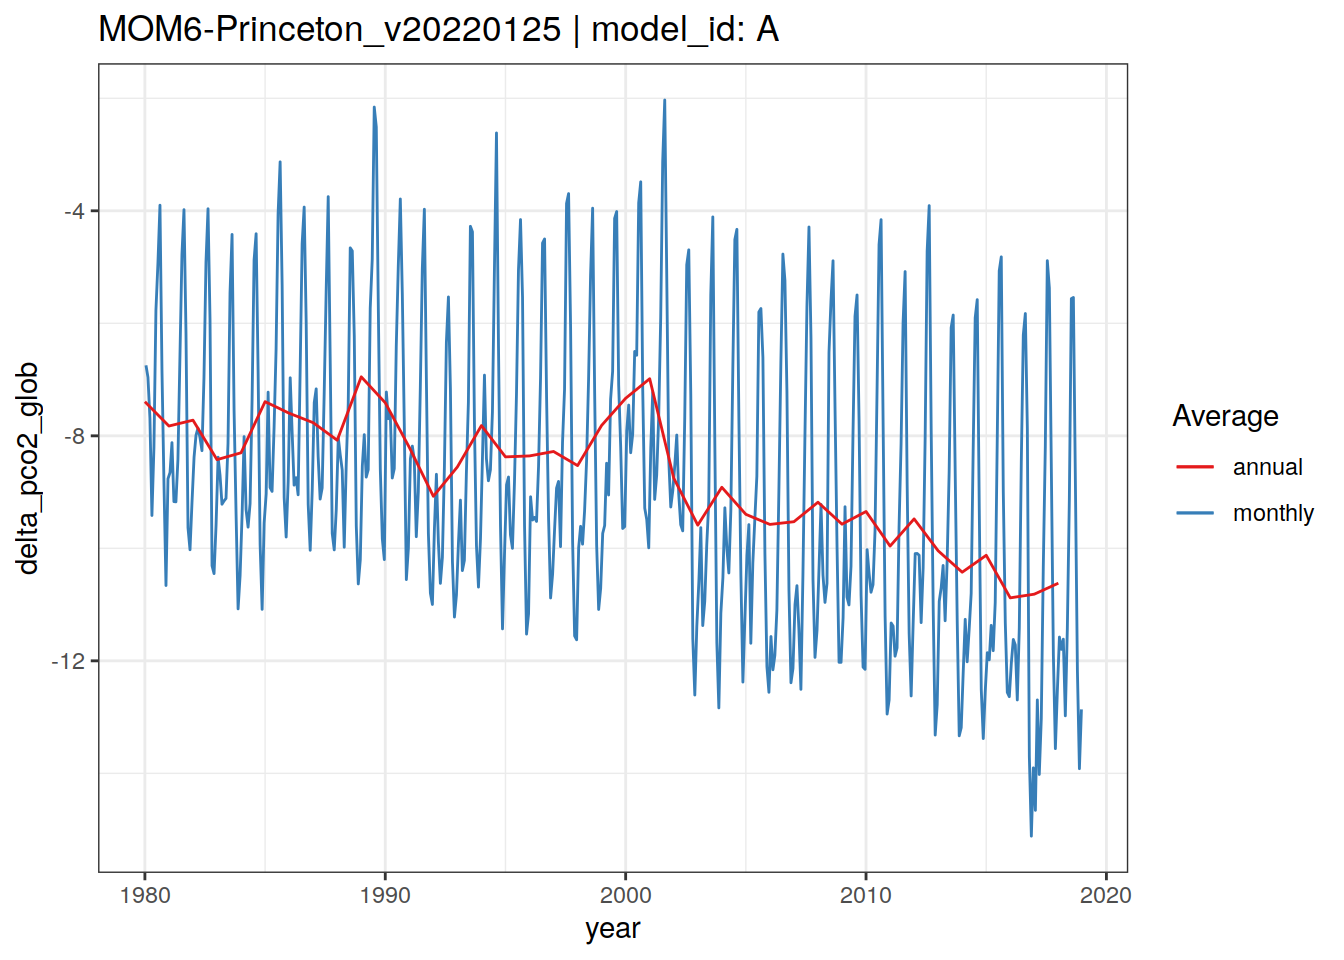 MOM6-Princeton_v20220125 | model_id: A
delta_pco2_glob
-4
-8
-12
1980
1990
2000
2010
2020
year
Average
annual
monthly